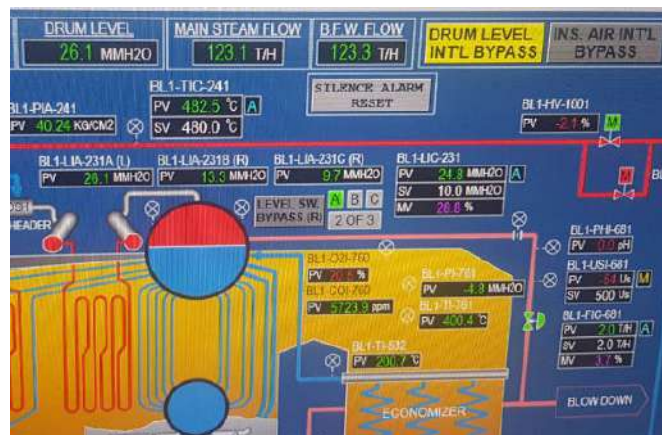 DRUM LEVEL
26.1 MMH2O
MAIN STEAM FLOW
123.1 T/H
B.F.W. FLOW
123.3 T/H
DRUM LEVEL
INT'L BYPASS
INS. AIR INT'L
BYPASS
BL1-PIA-241
PV 40.24 KG/CM2
BL1-TIC-241
PV 482.5 ℃ A
SV 480.0 ℃
SILENCE ALARM
RESET
BL1-HV-1001
PV -2.1 % M
M
BL1-LIA-231A (L)
PV 26.1 MMH2O
BL1-LIA-231B (R)
PV 13.3 MMH2O
BL1-LIA-231C (R)
PV 9.7 MMH2O
BL1-LIC-231
PV 24.8 MMH2O A
SV 10.0 MMH2O
MV 26.6 %
HEADER
LEVEL SW.
BYPASS (R)
A B C
2 OF 3
BL1-O2I-760
PV %
BL1-COI-760
PV 5723.9 ppm
BL1-PI-761
PV -4.8 MMH2O
BL1-TI-761
PV 400.4 ℃
BL1-TI-532
PV 200.7 ℃
BL1-PHI-681
PV 0.0 pH
BL1-USI-681
PV -54 Us M
SV 500 Us
BL1-FIC-681
PV 2.0 T/H A
SV 2.0 T/H
MV 3.7 %
BLOW DOWN
ECONOMIZER